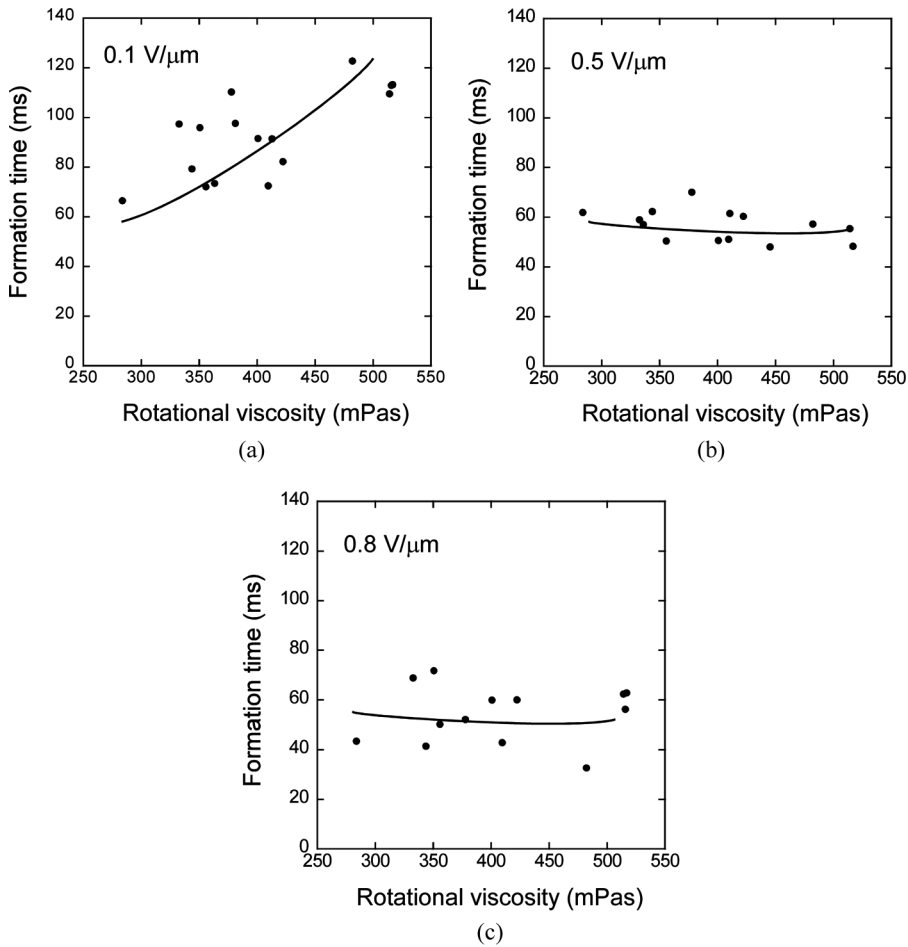 0.1 V/μm
Formation time (ms)
140
120
100
80
60
40
20
0
250 300 350 400 450 500 550
Rotational viscosity (mPas)
(a)
0.5 V/μm
Formation time (ms)
140
120
100
80
60
40
20
0
250 300 350 400 450 500 550
Rotational viscosity (mPas)
(b)
0.8 V/μm
Formation time (ms)
140
120
100
80
60
40
20
0
250 300 350 400 450 500 550
Rotational viscosity (mPas)
(c)